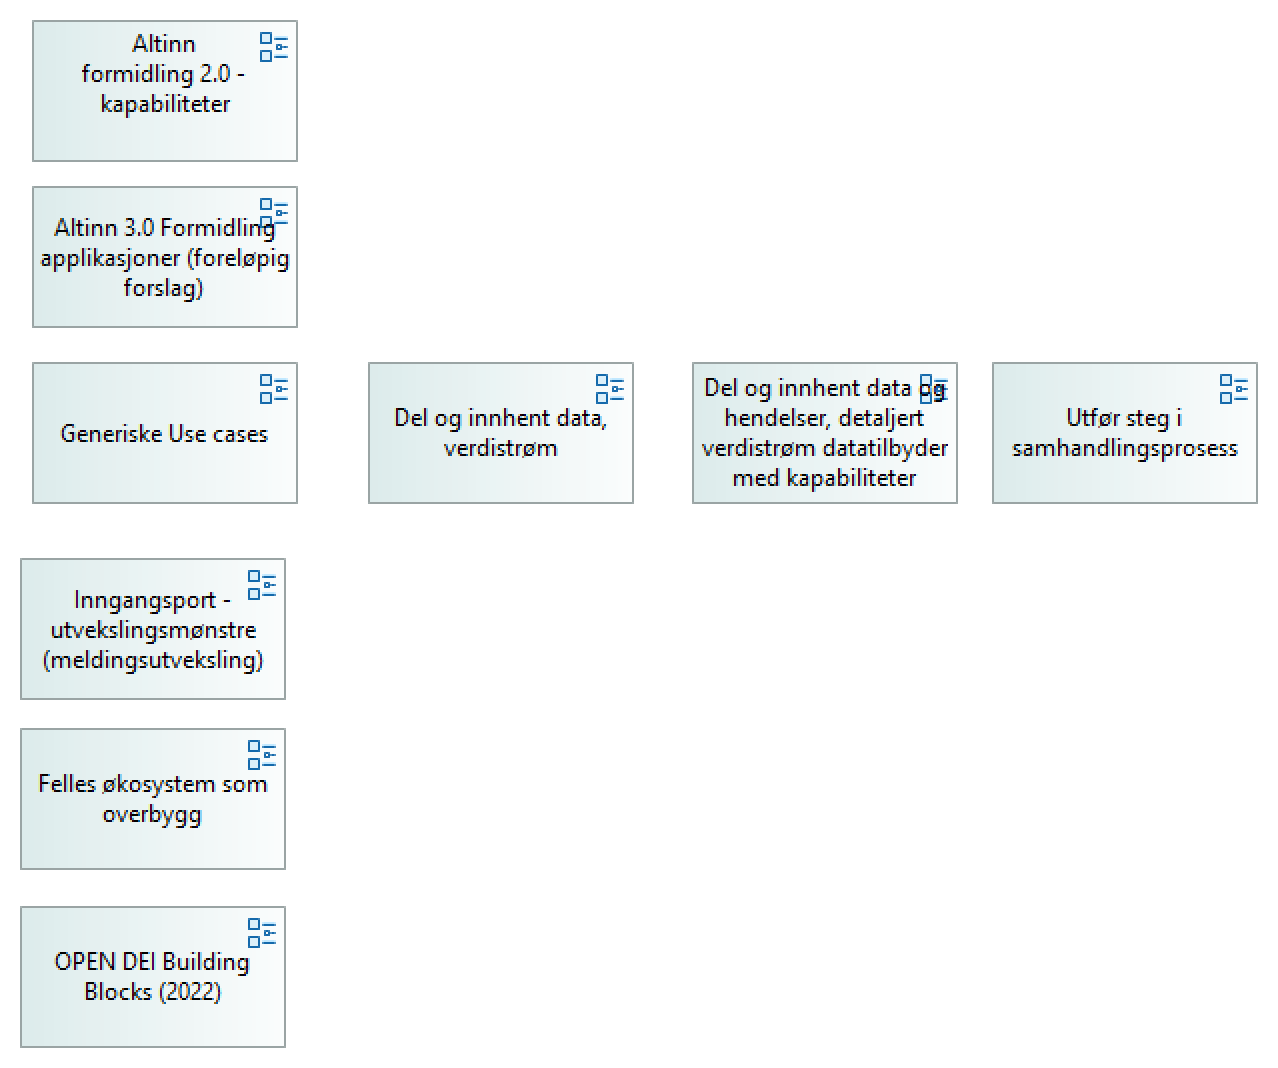 Altinn
formidling 2.0 -
kapabiliteter
Altinn 3.0 Formidling
applikasjoner (foreløpig
forslag)
Generiske Use cases
Del og innhent data,
verdistrøm
Del og innhent data og
hendelser, detaljert
verdistrøm datatilbyder
med kapabiliteter
Utfør steg i
samhandlingsprosess
Inngangsport -
utvekslingsmønstre
(meldingsutveksling)
Felles økosystem som
overbygg
OPEN DEI Building
Blocks (2022)